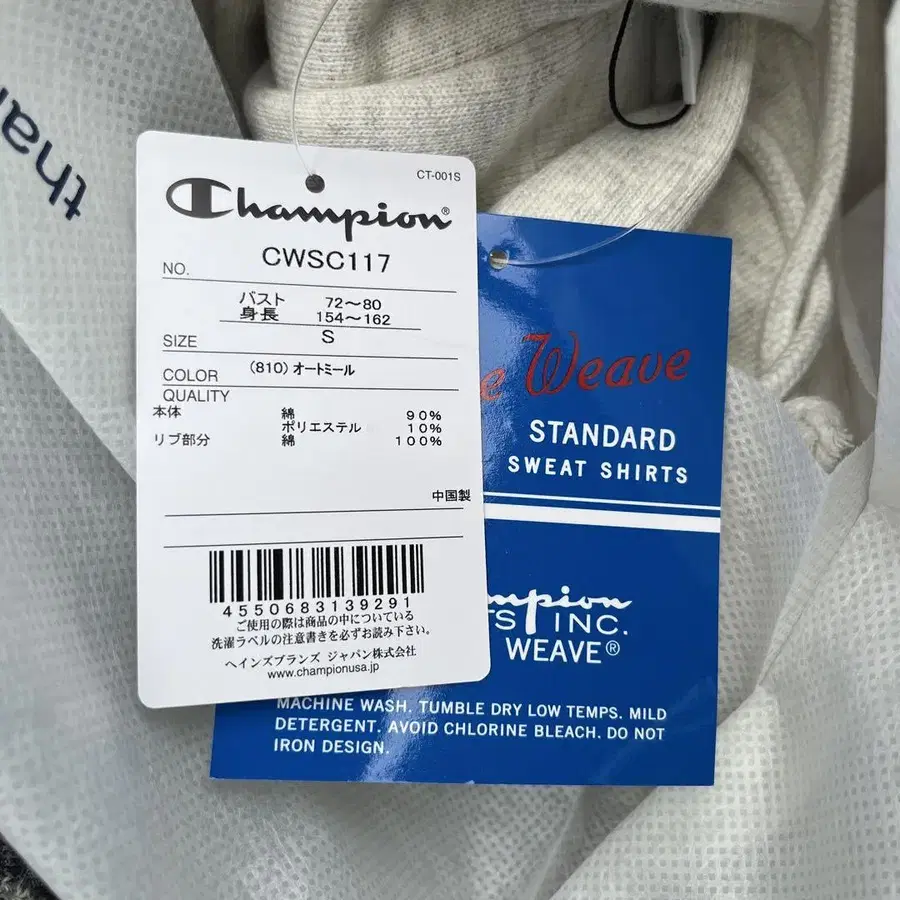 CT-001S
Champion®
NO. CWSC117
バスト 72～80
身長 154～162
SIZE S
COLOR (810) オートミール
QUALITY
本体 綿 90%
ポリエステル 10%
リブ部分 綿 100%
中国製
4550683139291
ご使用の際は商品の中についている
洗濯ラベルの注意書きを必ずお読み下さい。
ヘインズブランズ ジャパン株式会社
www.championusa.jp
Weave
STANDARD
SWEAT SHIRTS
INC.
WEAVE®
MACHINE WASH. TUMBLE DRY LOW TEMPS. MILD
DETERGENT. AVOID CHLORINE BLEACH. DO NOT
IRON DESIGN.